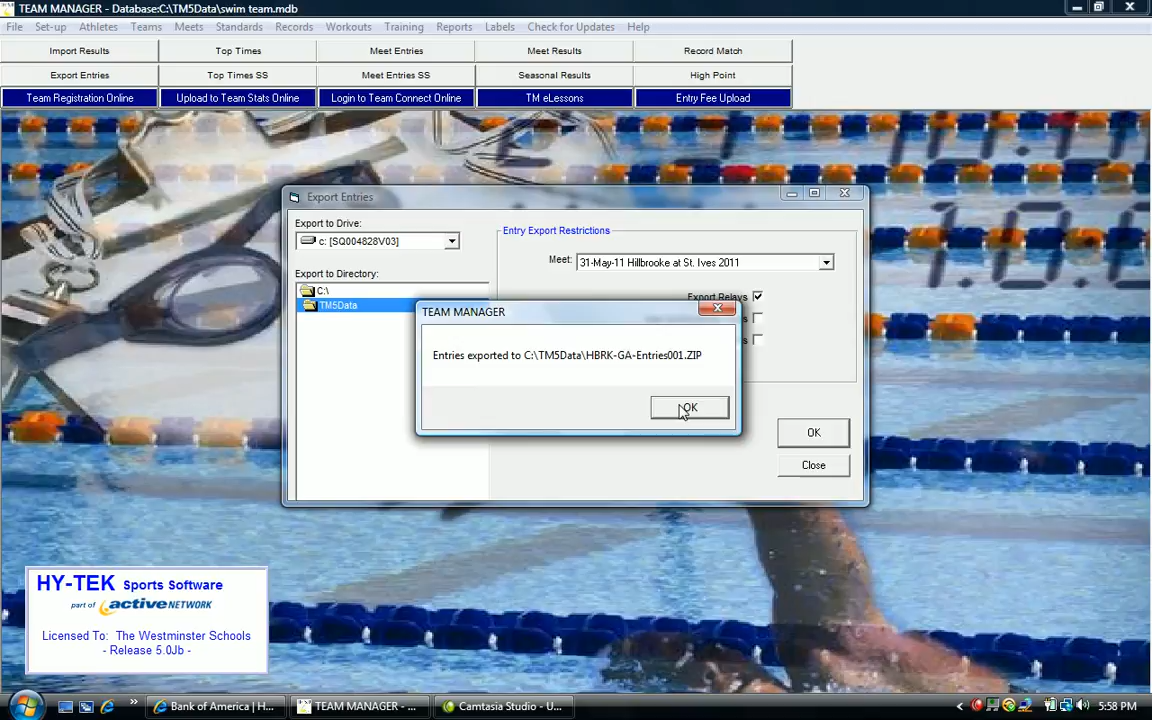 TEAM MANAGER - Database:C:\TM5Data\swim team.mdb
File Set-up Athletes Teams Meets Standards Records Workouts Training Reports Labels Check for Updates Help
Import Results Top Times Meet Entries Meet Results Record Match
Export Entries Top Times SS Meet Entries SS Seasonal Results High Point
Team Registration Online Upload to Team Stats Online Login to Team Connect Online TM eLessons Entry Fee Upload
Export Entries
Export to Drive:
c: [SQ004828V03]
Export to Directory:
C:\
TM5Data
Entry Export Restrictions
Meet: 31-May-11 Hillbrooke at St. Ives 2011
Export Relays
TEAM MANAGER
Entries exported to C:\TM5Data\HBRK-GA-Entries001.ZIP
OK
OK
Close
HY-TEK Sports Software
part of active NETWORK
Licensed To: The Westminster Schools
- Release 5.0Jb -
Bank of America | H... TEAM MANAGER - ... Camtasia Studio - U... 5:58 PM